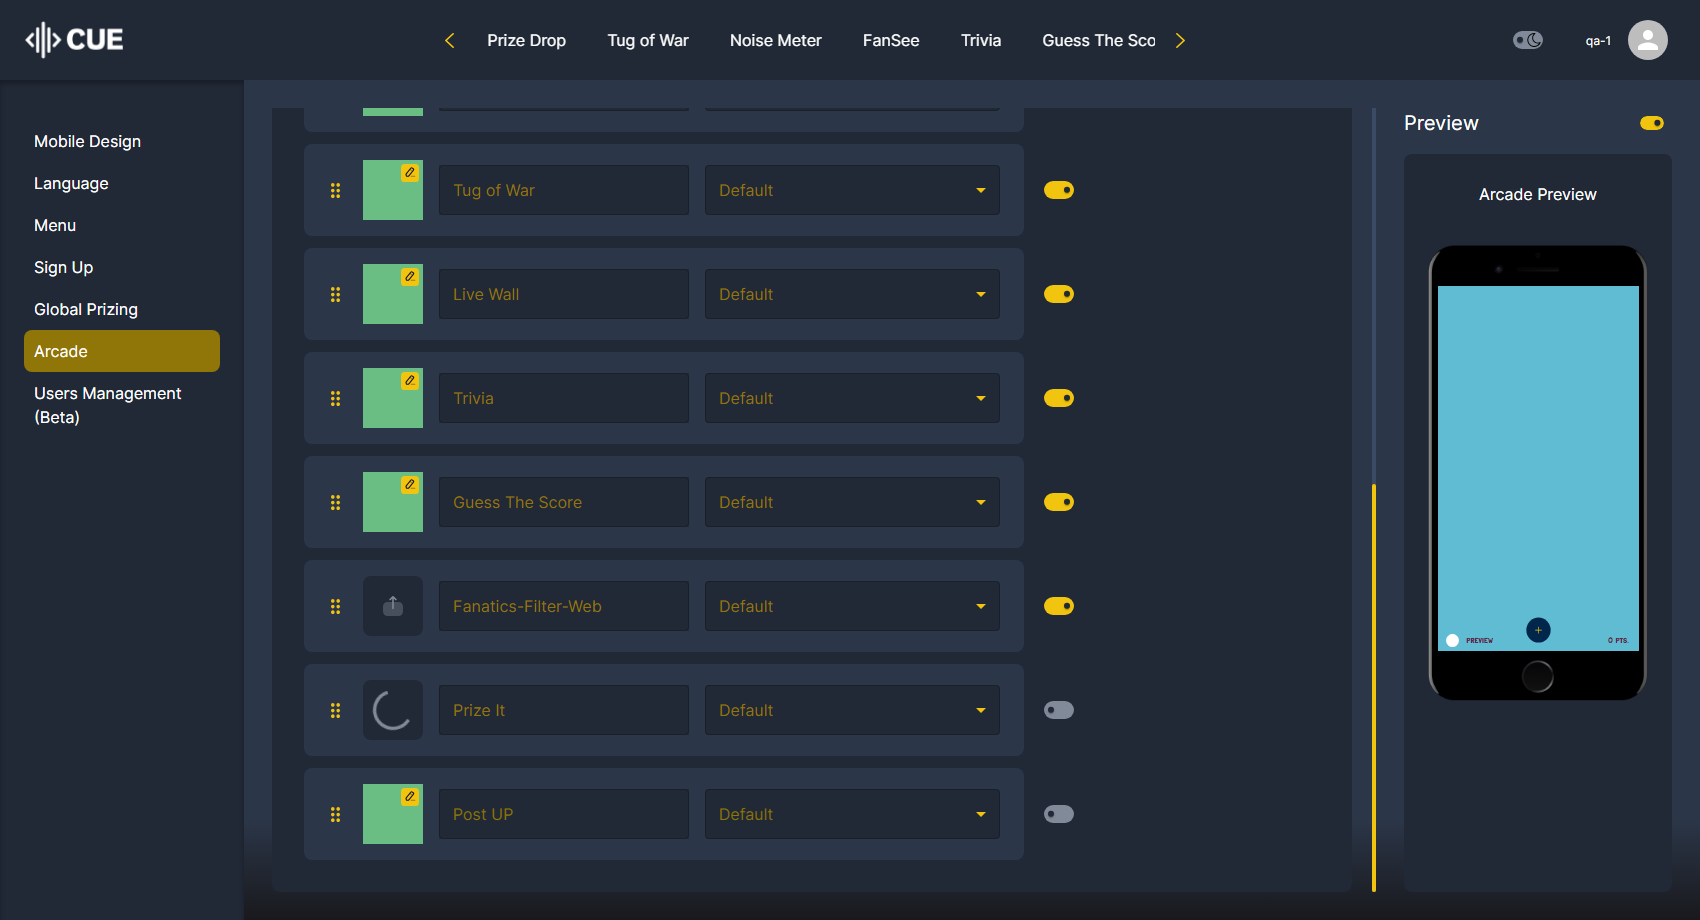 CUE
Prize Drop
Tug of War
Noise Meter
FanSee
Trivia
Guess The Sco
qa-1
Mobile Design
Language
Menu
Sign Up
Global Prizing
Arcade
Users Management
(Beta)
Tug of War
Default
Live Wall
Default
Trivia
Default
Guess The Score
Default
Fanatics-Filter-Web
Default
Prize It
Default
Post UP
Default
Preview
Arcade Preview
PREVIEW
+
0 PTS.